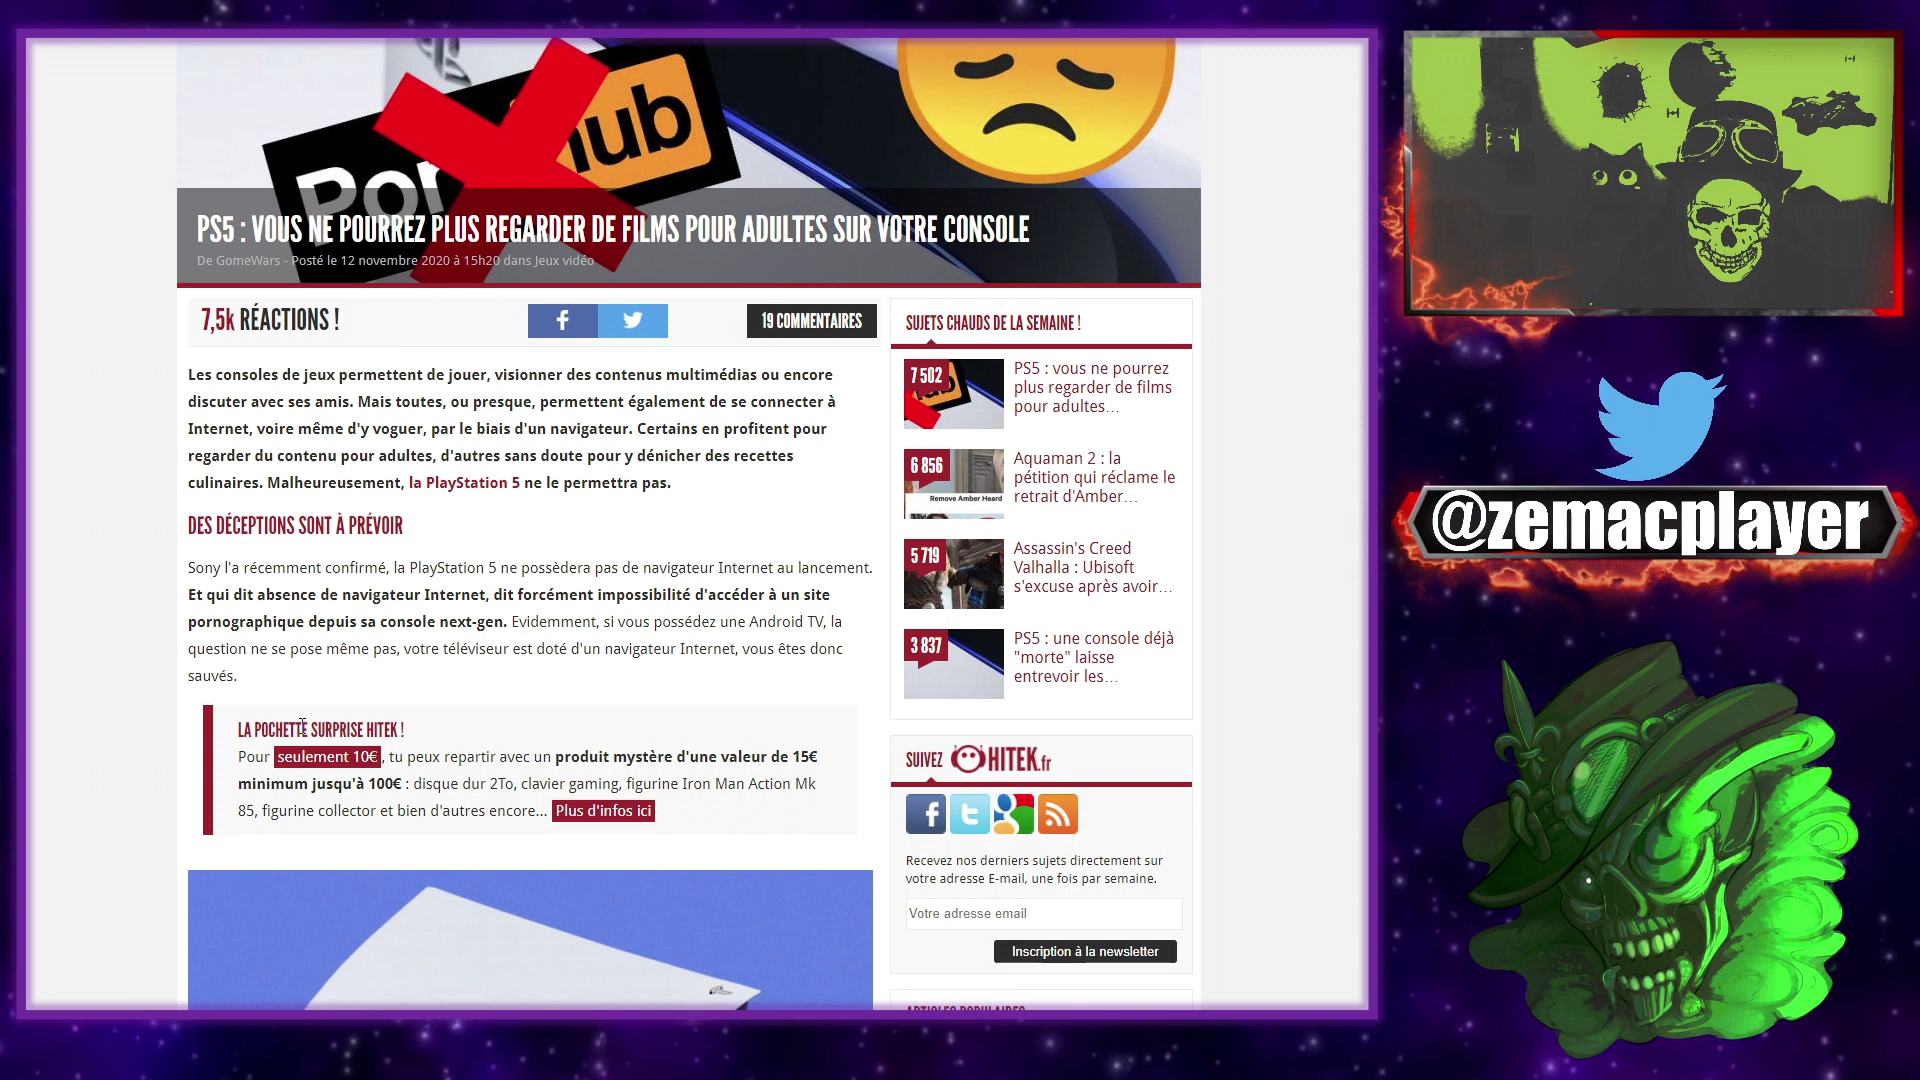 Por hub
PS5 : VOUS NE POURREZ PLUS REGARDER DE FILMS POUR ADULTES SUR VOTRE CONSOLE
De GomeWars - Posté le 12 novembre 2020 à 15h20 dans Jeux vidéo
7,5k RÉACTIONS !
19 COMMENTAIRES
Les consoles de jeux permettent de jouer, visionner des contenus multimédias ou encore
discuter avec ses amis. Mais toutes, ou presque, permettent également de se connecter à
Internet, voire même d'y voguer, par le biais d'un navigateur. Certains en profitent pour
regarder du contenu pour adultes, d'autres sans doute pour y dénicher des recettes
culinaires. Malheureusement, la PlayStation 5 ne le permettra pas.
DES DÉCEPTIONS SONT À PRÉVOIR
Sony l'a récemment confirmé, la PlayStation 5 ne possèdera pas de navigateur Internet au lancement.
Et qui dit absence de navigateur Internet, dit forcément impossibilité d'accéder à un site
pornographique depuis sa console next-gen. Evidemment, si vous possédez une Android TV, la
question ne se pose même pas, votre téléviseur est doté d'un navigateur Internet, vous êtes donc
sauvés.
LA POCHETTE SURPRISE HITEK !
Pour seulement 10€, tu peux repartir avec un produit mystère d'une valeur de 15€
minimum jusqu'à 100€ : disque dur 2To, clavier gaming, figurine Iron Man Action Mk
85, figurine collector et bien d'autres encore... Plus d'infos ici
SUJETS CHAUDS DE LA SEMAINE !
7 502
PS5 : vous ne pourrez
plus regarder de films
pour adultes...
6 856
Remove Amber Heard
Aquaman 2 : la
pétition qui réclame le
retrait d'Amber...
5 719
Assassin's Creed
Valhalla : Ubisoft
s'excuse après avoir...
3 837
PS5 : une console déjà
"morte" laisse
entrevoir les...
SUIVEZ HITEK.fr
Recevez nos derniers sujets directement sur
votre adresse E-mail, une fois par semaine.
Votre adresse email
Inscription à la newsletter
ARTICLES POPULAIRES
@zemacplayer